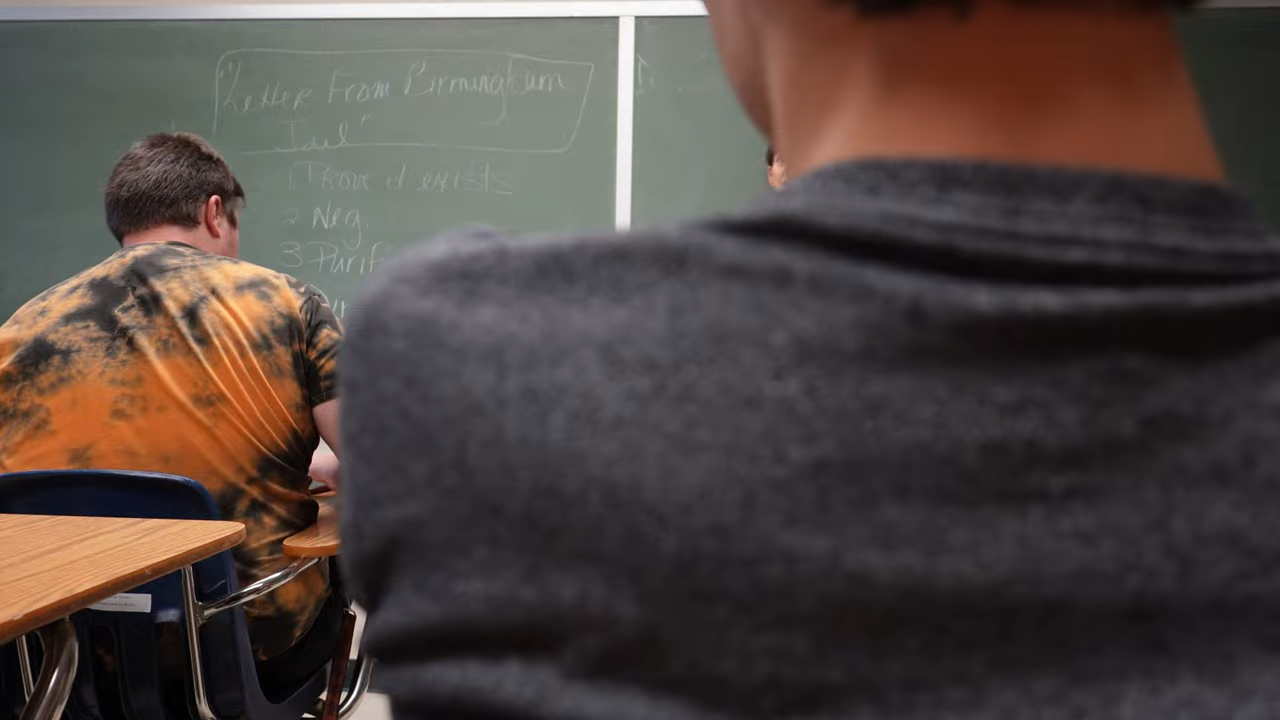 "Letter From Birmingham
Jail"
1 Prove it exists
2 Neg.
3 Purif